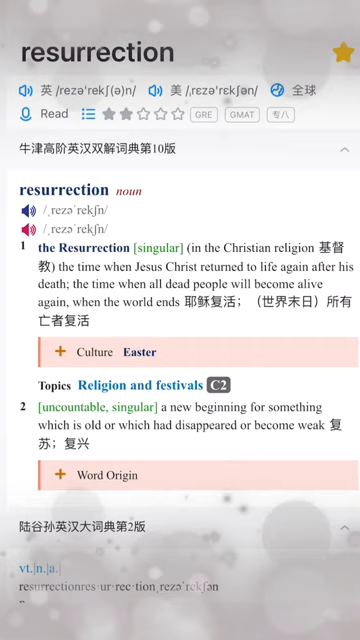 resurrection
英 /rezə'rekʃ(ə)n/ 美 /ˌrɛzə'rɛkʃən/ 全球
Read GRE GMAT 专八
牛津高阶英汉双解词典第10版
resurrection noun
/ˌrezəˈrekʃn/
/ˌrezəˈrekʃn/
1 the Resurrection [singular] (in the Christian religion 基督
教) the time when Jesus Christ returned to life again after his
death; the time when all dead people will become alive
again, when the world ends 耶稣复活；（世界末日）所有
亡者复活
+ Culture Easter
Topics Religion and festivals C2
2 [uncountable, singular] a new beginning for something
which is old or which had disappeared or become weak 复
苏；复兴
+ Word Origin
陆谷孙英汉大词典第2版
vt.|n.|a.|
resurrectionres·ur·rec·tionˌrezəˈrekʃən